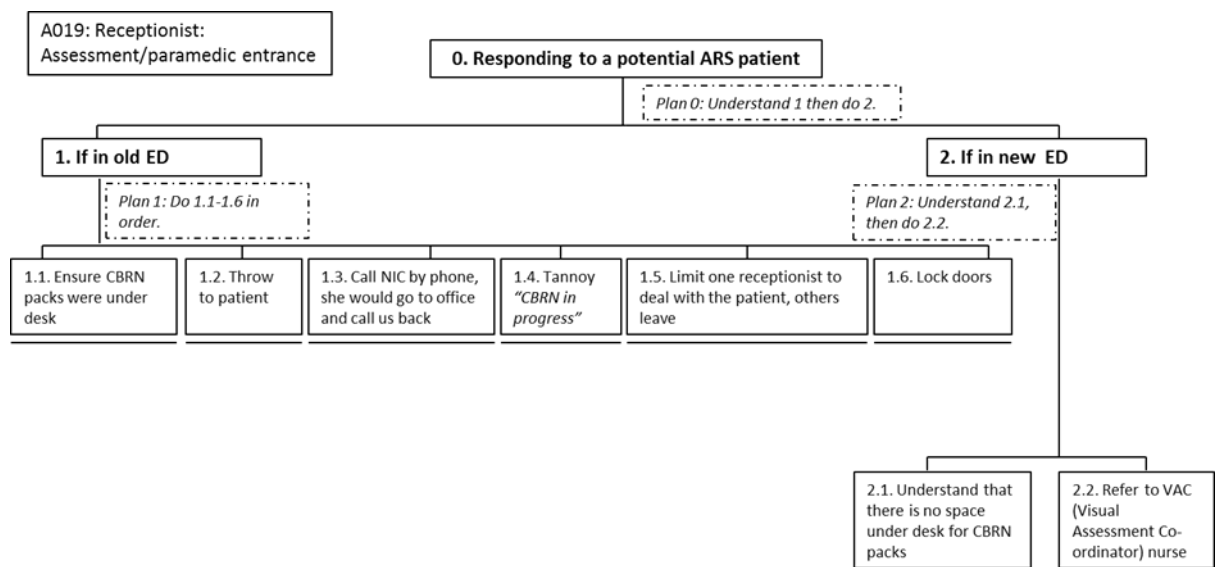 A019: Receptionist:
Assessment/paramedic entrance
0. Responding to a potential ARS patient
Plan 0: Understand 1 then do 2.
1. If in old ED
2. If in new ED
Plan 1: Do 1.1-1.6 in
order.
Plan 2: Understand 2.1,
then do 2.2.
1.1. Ensure CBRN
packs were under
desk
1.2. Throw
to patient
1.3. Call NIC by phone,
she would go to office
and call us back
1.4. Tannoy
“CBRN in
progress”
1.5. Limit one receptionist to
deal with the patient, others
leave
1.6. Lock doors
2.1. Understand that
there is no space
under desk for CBRN
packs
2.2. Refer to VAC
(Visual
Assessment Co-
ordinator) nurse